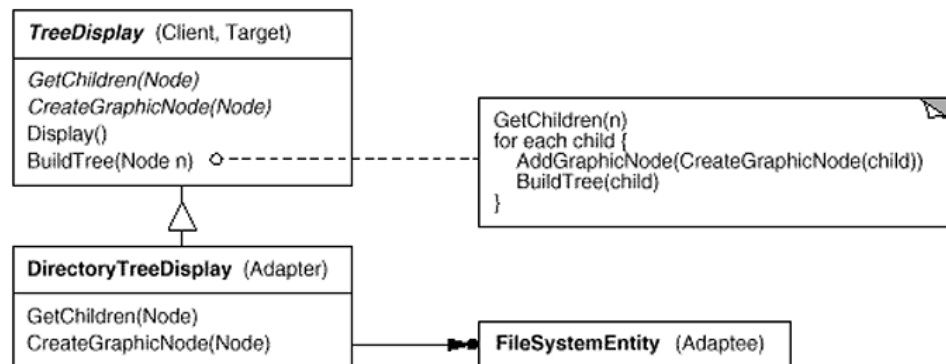 TreeDisplay (Client, Target)
GetChildren(Node)
CreateGraphicNode(Node)
Display()
BuildTree(Node n)
GetChildren(n)
for each child {
AddGraphicNode(CreateGraphicNode(child))
BuildTree(child)
}
DirectoryTreeDisplay (Adapter)
GetChildren(Node)
CreateGraphicNode(Node)
FileSystemEntity (Adaptee)